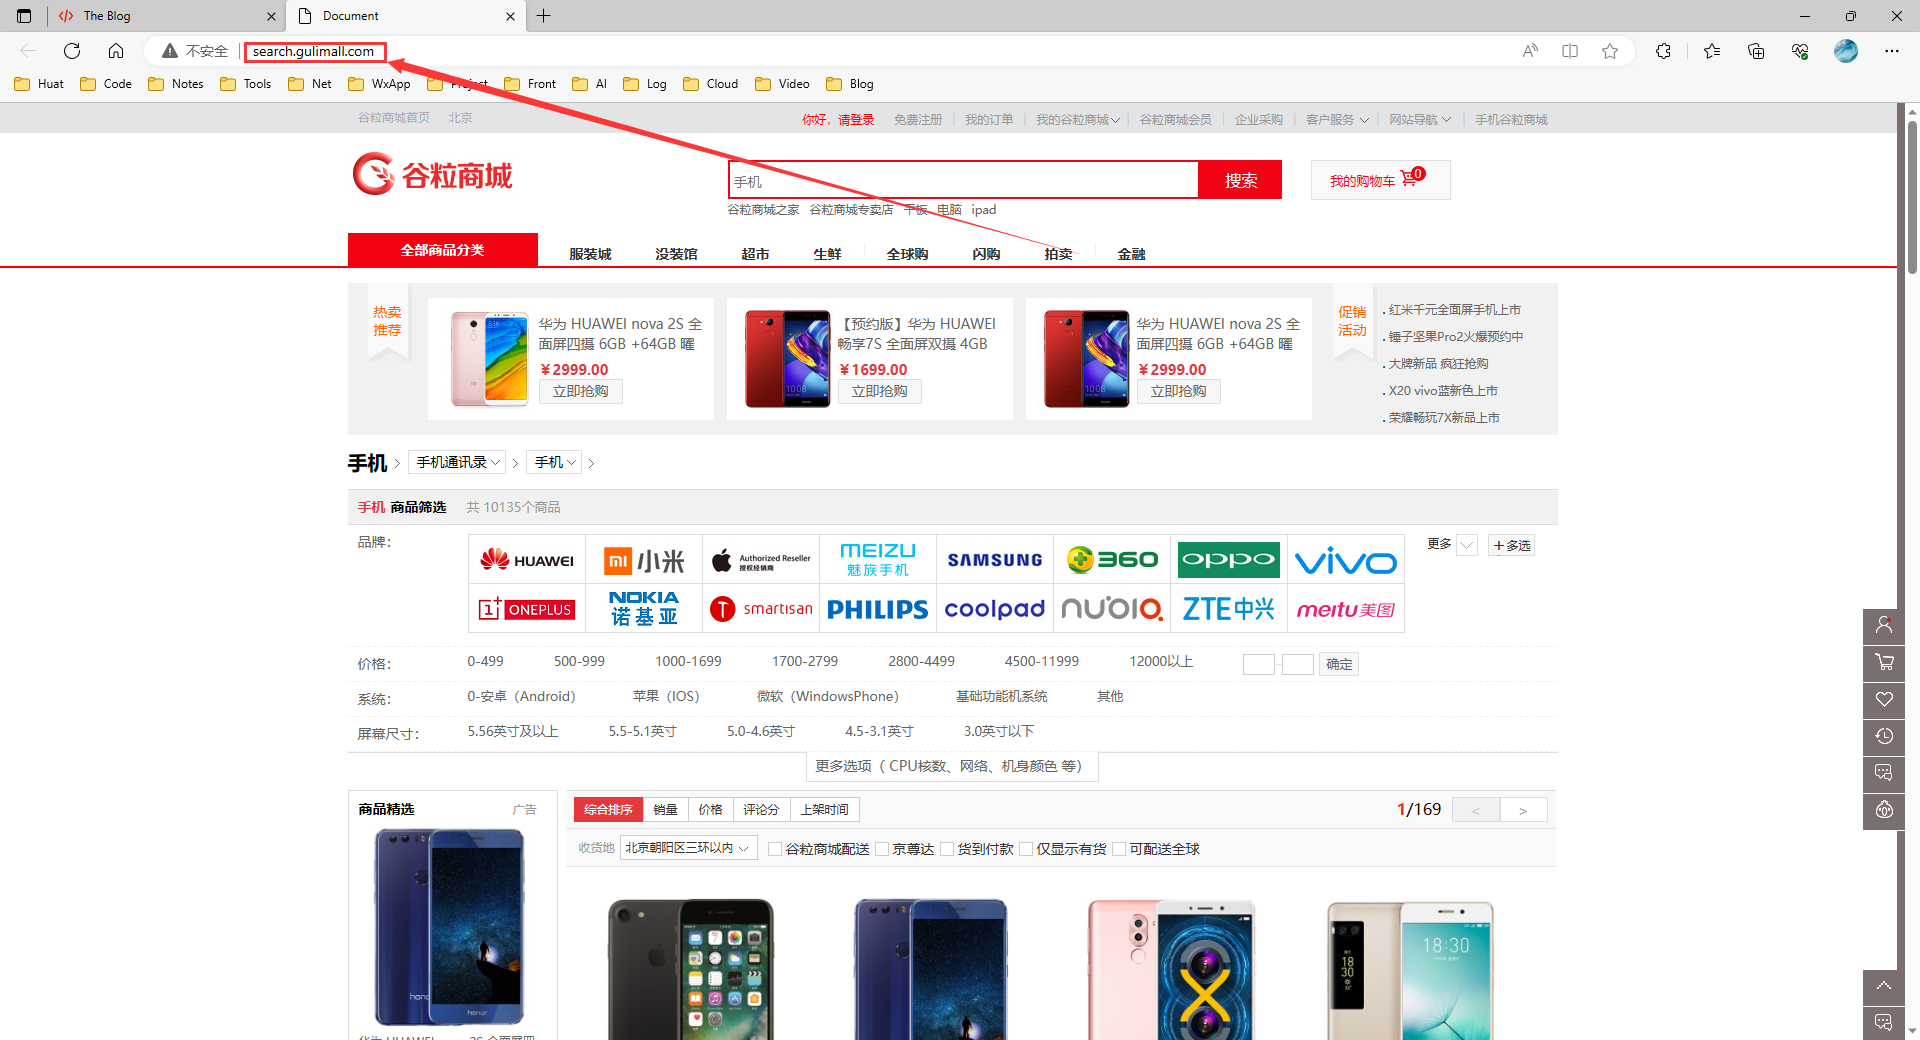 The Blog
Document
不安全 search.gulimall.com
Huat Code Notes Tools Net WxApp Project Front AI Log Cloud Video Blog
谷粒商城首页 北京 你好，请登录 免费注册 我的订单 我的谷粒商城 谷粒商城会员 企业采购 客户服务 网站导航 手机谷粒商城
谷粒商城
手机 搜索 我的购物车 0
谷粒商城之家 谷粒商城专卖店 平板 电脑 ipad
全部商品分类 服装城 没装馆 超市 生鲜 全球购 闪购 拍卖 金融
热卖
推荐
华为 HUAWEI nova 2S 全
面屏四摄 6GB +64GB 曜
￥2999.00
立即抢购
【预约版】华为 HUAWEI
畅享7S 全面屏双摄 4GB
￥1699.00
立即抢购
华为 HUAWEI nova 2S 全
面屏四摄 6GB +64GB 曜
￥2999.00
立即抢购
促销
活动
. 红米千元全面屏手机上市
. 锤子坚果Pro2火爆预约中
. 大牌新品 疯狂抢购
. X20 vivo蓝新色上市
. 荣耀畅玩7X新品上市
手机 手机通讯录 手机
手机 商品筛选 共 10135个商品
品牌：
HUAWEI 小米 Authorized Reseller 授权经销商 MEIZU 魅族手机 SAMSUNG 360 OPPO vivo
更多 +多选
ONEPLUS NOKIA 诺基亚 smartisan PHILIPS coolpad nubia ZTE中兴 meitu美图
价格： 0-499 500-999 1000-1699 1700-2799 2800-4499 4500-11999 12000以上 - 确定
系统： 0-安卓（Android） 苹果（IOS） 微软（WindowsPhone） 基础功能机系统 其他
屏幕尺寸： 5.56英寸及以上 5.5-5.1英寸 5.0-4.6英寸 4.5-3.1英寸 3.0英寸以下
更多选项（ CPU核数、网络、机身颜色 等）
商品精选 广告
综合排序 销量 价格 评论分 上架时间 1/169 < >
收货地 北京朝阳区三环以内 谷粒商城配送 京尊达 货到付款 仅显示有货 可配送全球
honor
honor
18:30
18
30